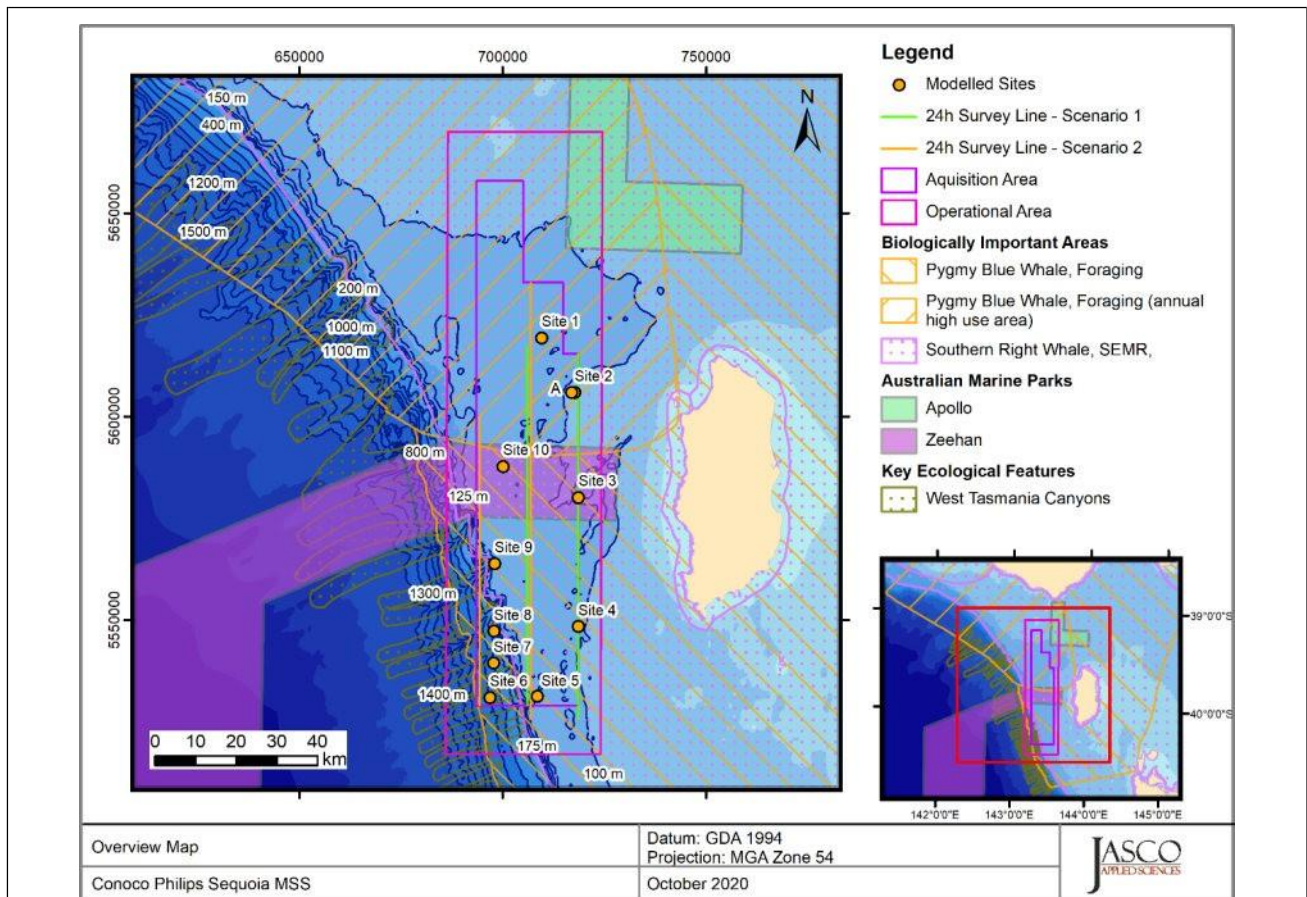 650000
700000
750000
N
150 m
400 m
1200 m
1500 m
200 m
1000 m
1100 m
800 m
125 m
1300 m
1400 m
175 m
100 m
5650000
5600000
5550000
Site 1
A
Site 2
Site 10
Site 3
Site 9
Site 8
Site 4
Site 7
Site 6
Site 5
0 10 20 30 40
km
Legend
Modelled Sites
24h Survey Line - Scenario 1
24h Survey Line - Scenario 2
Aquisition Area
Operational Area
Biologically Important Areas
Pygmy Blue Whale, Foraging
Pygmy Blue Whale, Foraging (annual
high use area)
Southern Right Whale, SEMR,
Australian Marine Parks
Apollo
Zeehan
Key Ecological Features
West Tasmania Canyons
39°0'0"S
40°0'0"S
142°0'0"E
143°0'0"E
144°0'0"E
145°0'0"E
Overview Map
Datum: GDA 1994
Projection: MGA Zone 54
Conoco Philips Sequoia MSS
October 2020
JASCO
APPLIED SCIENCES